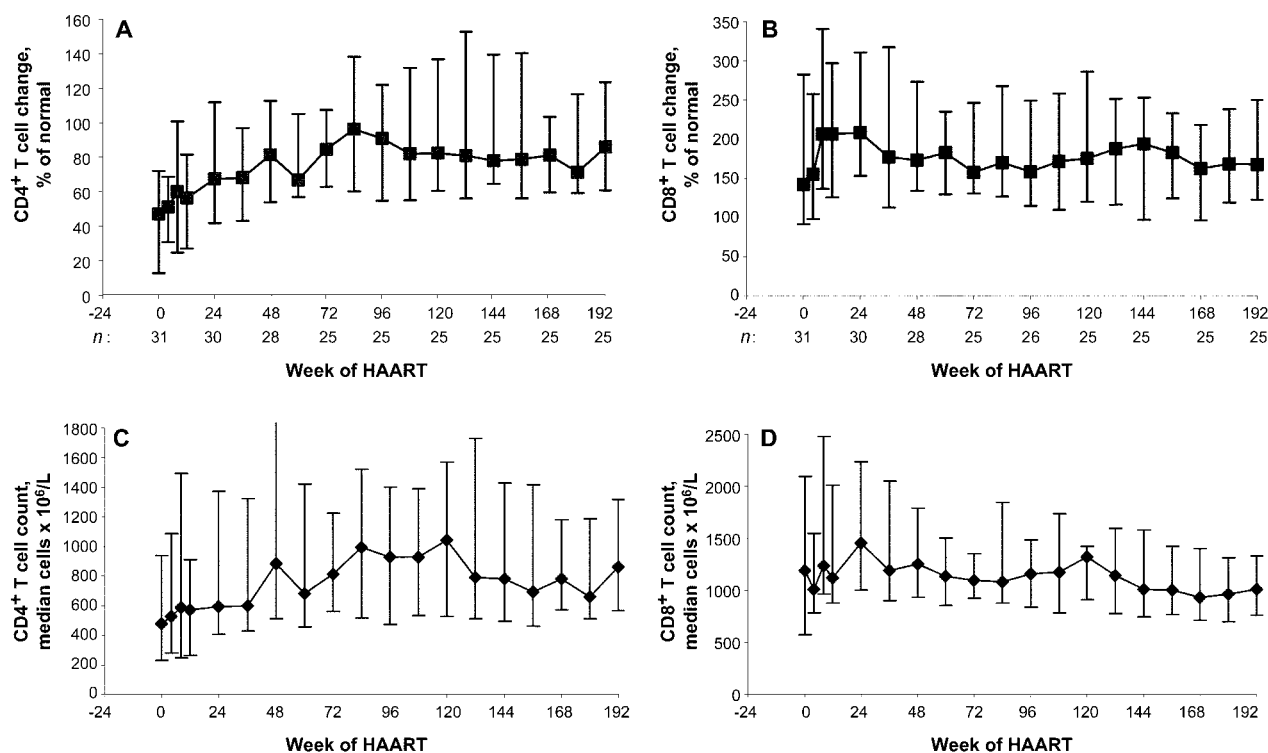 A
CD4+ T cell change,
% of normal
160
140
120
100
80
60
40
20
0
-24 0 24 48 72 96 120 144 168 192
n: 31 30 28 25 26 25 25 25 25
Week of HAART
B
CD8+ T cell change,
% of normal
350
300
250
200
150
100
50
0
-24 0 24 48 72 96 120 144 168 192
n: 31 30 28 25 26 25 25 25 25
Week of HAART
C
CD4+ T cell count,
median cells x 10⁶/L
1800
1600
1400
1200
1000
800
600
400
200
0
-24 0 24 48 72 96 120 144 168 192
Week of HAART
D
CD8+ T cell count,
median cells x 10⁶/L
2500
2000
1500
1000
500
0
-24 0 24 48 72 96 120 144 168 192
Week of HAART